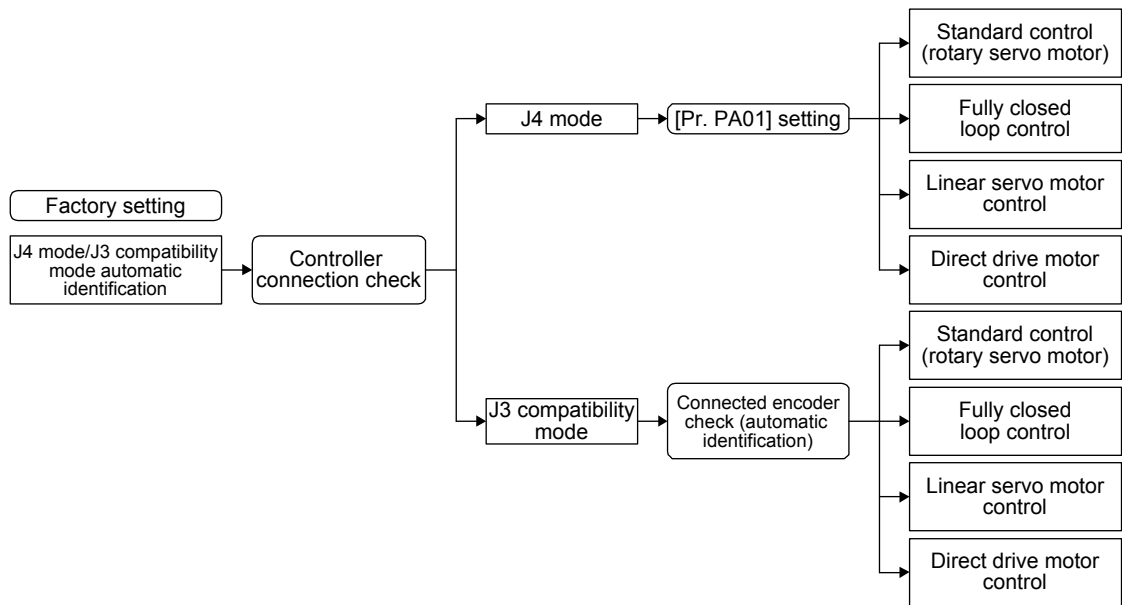 Factory setting
J4 mode/J3 compatibility
mode automatic
identification
Controller
connection check
J4 mode
[Pr. PA01] setting
Standard control
(rotary servo motor)
Fully closed
loop control
Linear servo motor
control
Direct drive motor
control
J3 compatibility
mode
Connected encoder
check (automatic
identification)
Standard control
(rotary servo motor)
Fully closed
loop control
Linear servo motor
control
Direct drive motor
control